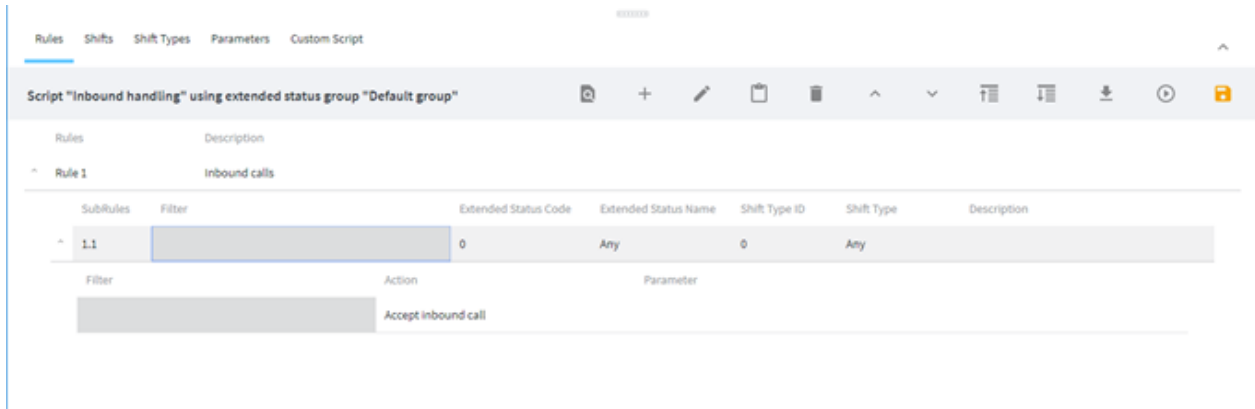 Rules Shifts Shift Types Parameters Custom Script
Script "Inbound handling" using extended status group "Default group"
Rules Description
Rule 1 Inbound calls
SubRules Filter Extended Status Code Extended Status Name Shift Type ID Shift Type Description
1.1 0 Any 0 Any
Filter Action Parameter
Accept inbound call